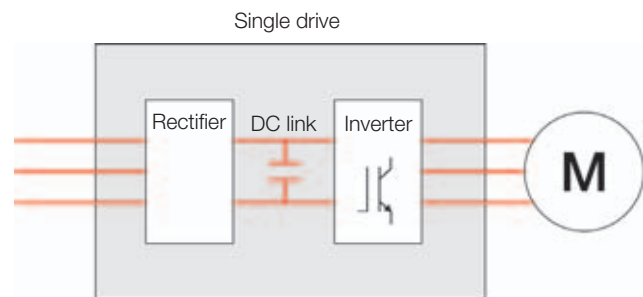 Single drive
Rectifier
DC link
Inverter
M